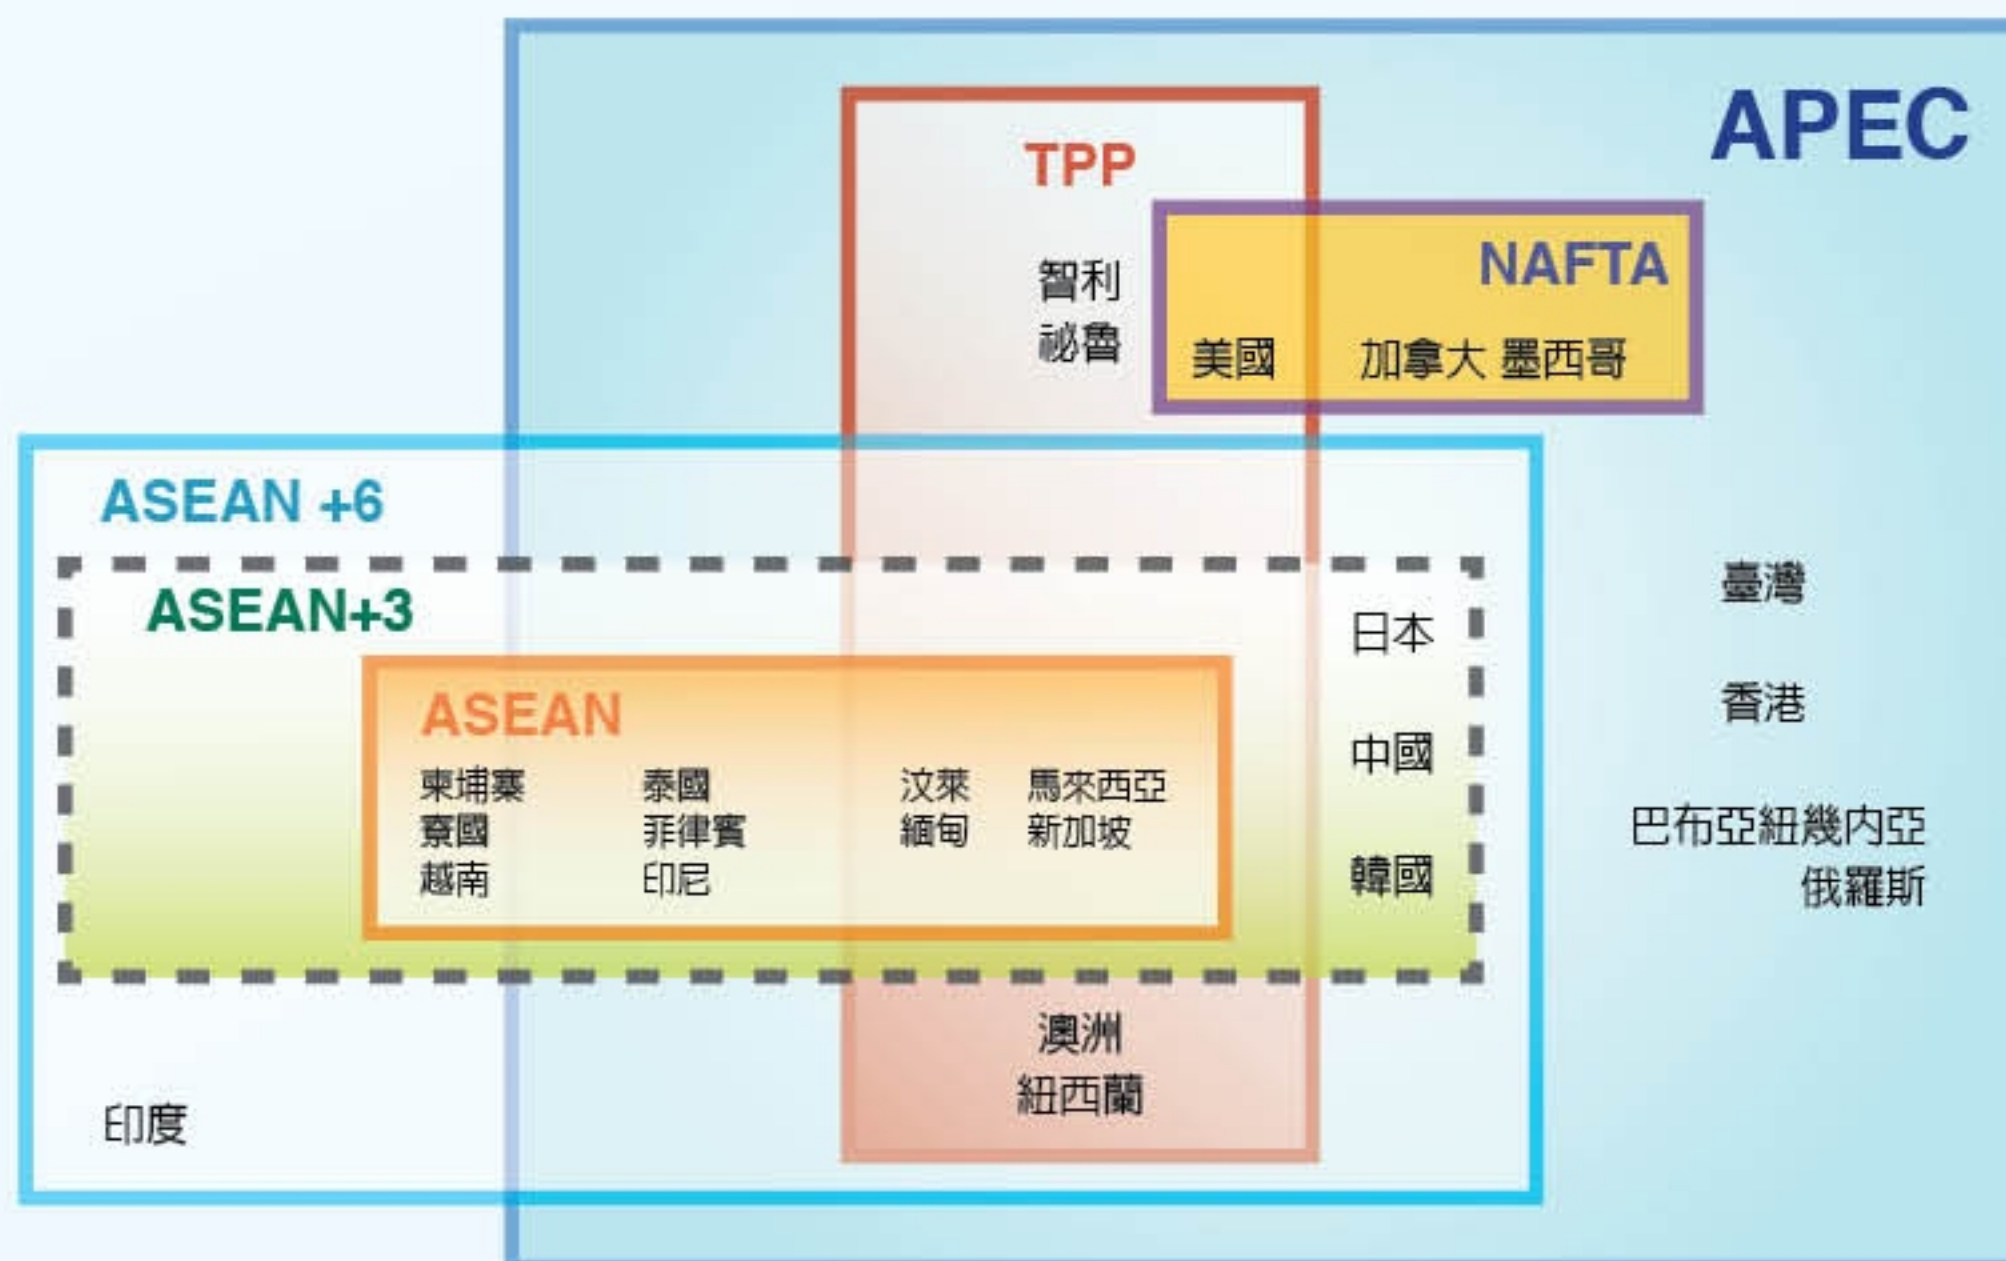 APEC
TPP
NAFTA
智利
祕魯
美國 加拿大 墨西哥
ASEAN +6
ASEAN+3
日本
中國
韓國
ASEAN
柬埔寨 泰國 汶萊 馬來西亞
寮國 菲律賓 緬甸 新加坡
越南 印尼
臺灣
香港
巴布亞紐幾內亞
俄羅斯
澳洲
紐西蘭
印度